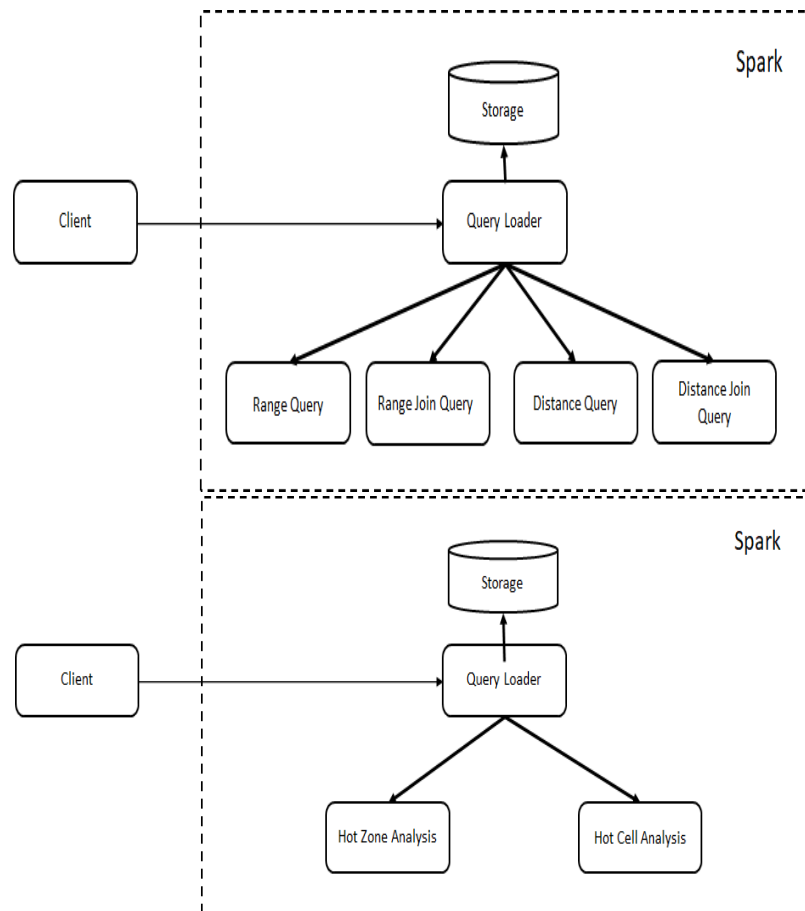 Spark
Storage
Client
Query Loader
Range Query
Range Join Query
Distance Query
Distance Join
Query
Spark
Storage
Client
Query Loader
Hot Zone Analysis
Hot Cell Analysis